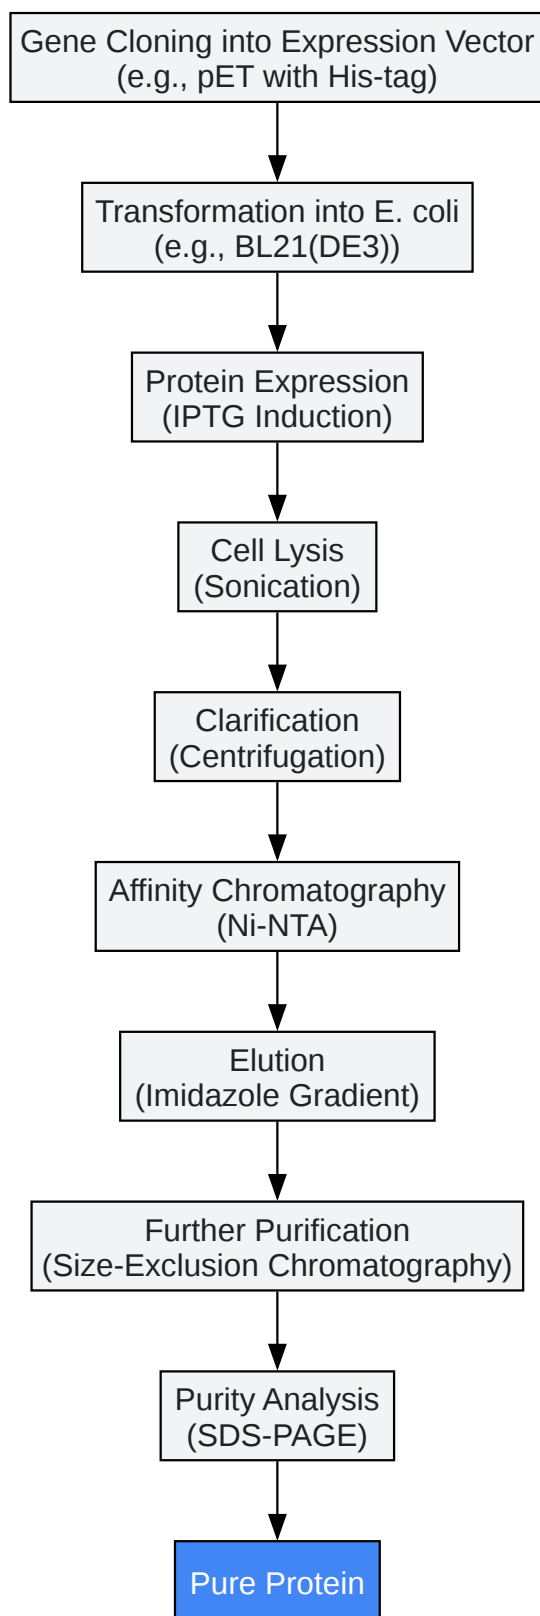 Gene Cloning into Expression Vector
(e.g., pET with His-tag)
Transformation into E. coli
(e.g., BL21(DE3))
Protein Expression
(IPTG Induction)
Cell Lysis
(Sonication)
Clarification
(Centrifugation)
Affinity Chromatography
(Ni-NTA)
Elution
(Imidazole Gradient)
Further Purification
(Size-Exclusion Chromatography)
Purity Analysis
(SDS-PAGE)
Pure Protein